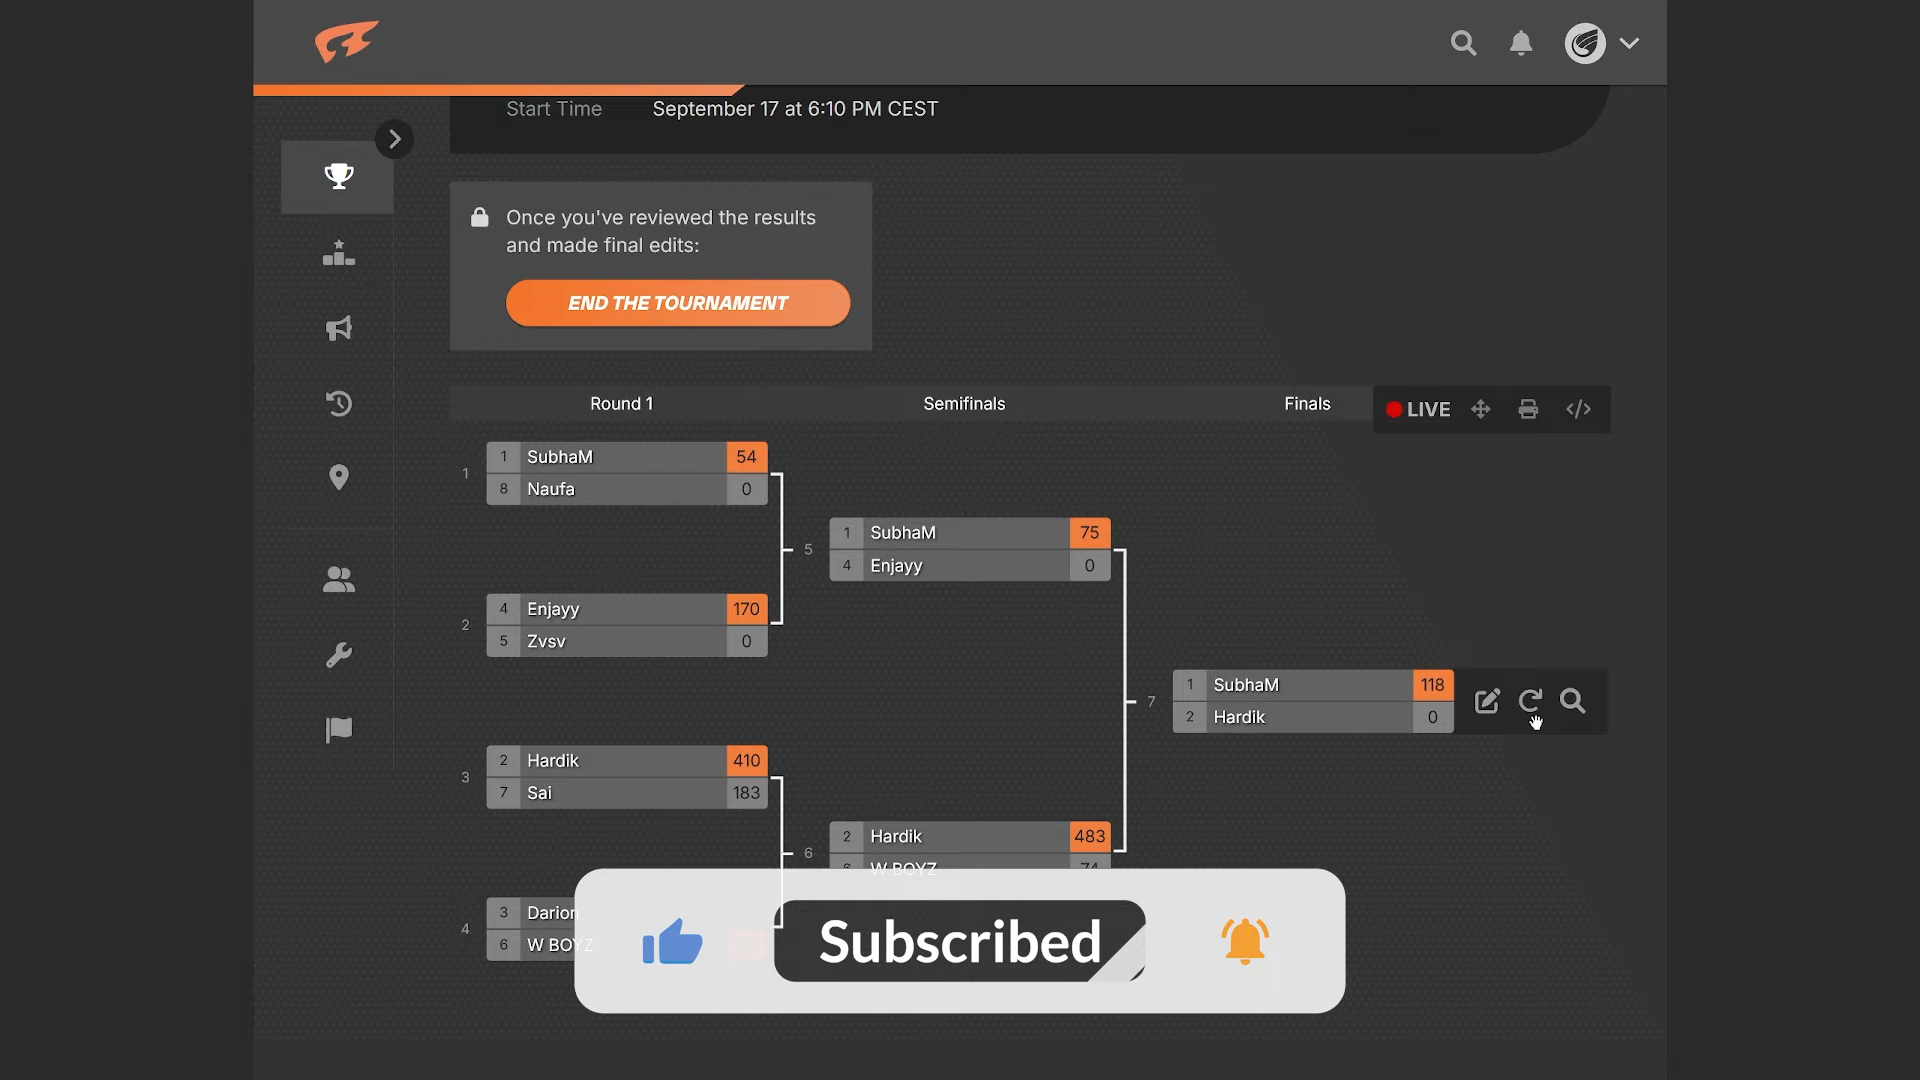 Start Time September 17 at 6:10 PM CEST
Once you've reviewed the results
and made final edits:
END THE TOURNAMENT
Round 1 Semifinals Finals
LIVE
1
1 SubhaM 54
8 Naufa 0
5
1 SubhaM 75
4 Enjayy 0
2
4 Enjayy 170
5 Zvsv 0
7
1 SubhaM 118
2 Hardik 0
3
2 Hardik 410
7 Sai 183
6
2 Hardik 483
6 W BOYZ 74
4
3 Darion
6 W BOYZ
Subscribed